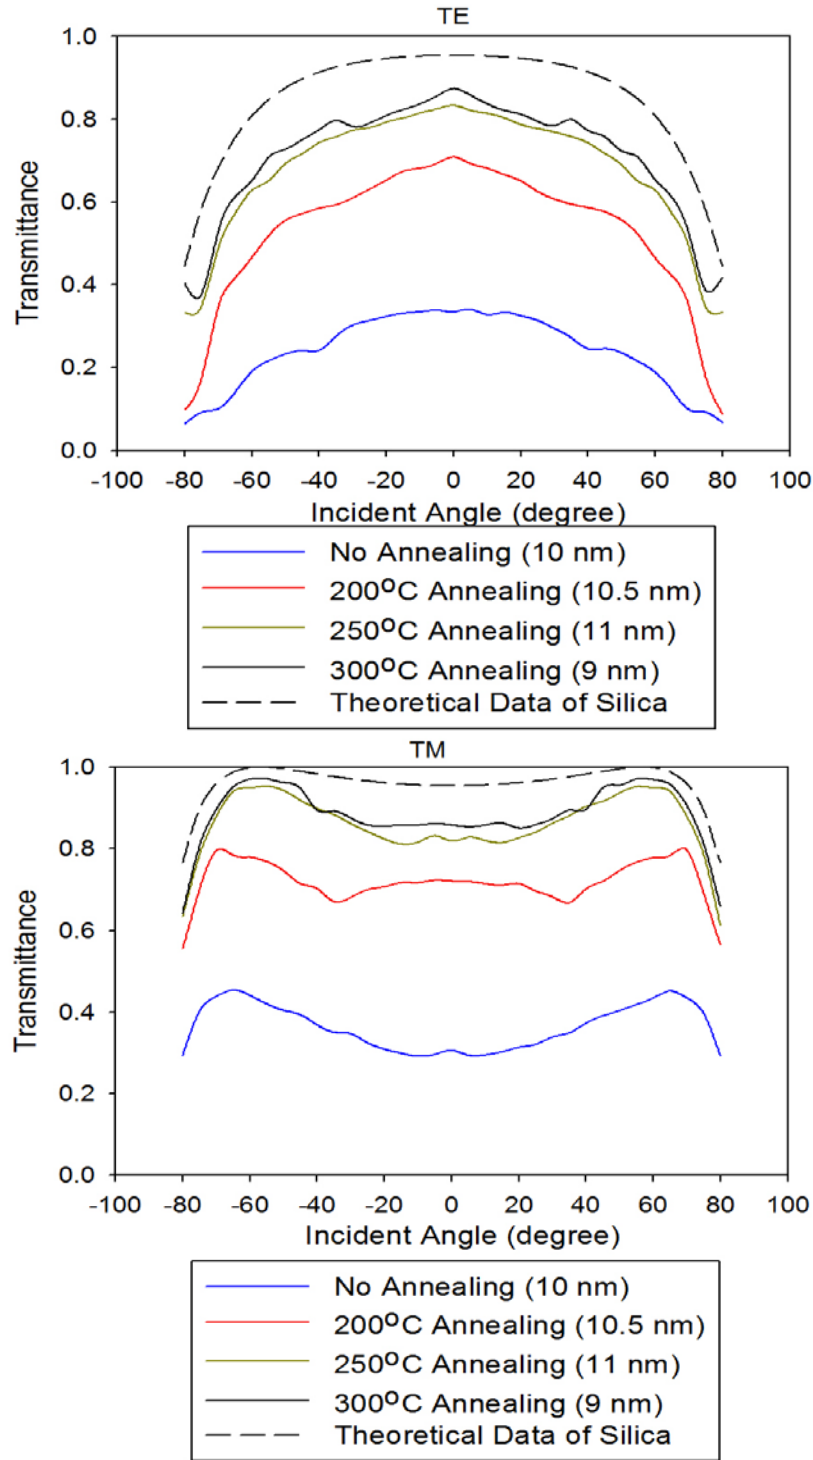 TE
1.0
0.8
0.6
0.4
0.2
0.0
Transmittance
-100 -80 -60 -40 -20 0 20 40 60 80 100
Incident Angle (degree)
No Annealing (10 nm)
200ºC Annealing (10.5 nm)
250ºC Annealing (11 nm)
300ºC Annealing (9 nm)
Theoretical Data of Silica
TM
1.0
0.8
0.6
0.4
0.2
0.0
Transmittance
-100 -80 -60 -40 -20 0 20 40 60 80 100
Incident Angle (degree)
No Annealing (10 nm)
200ºC Annealing (10.5 nm)
250ºC Annealing (11 nm)
300ºC Annealing (9 nm)
Theoretical Data of Silica